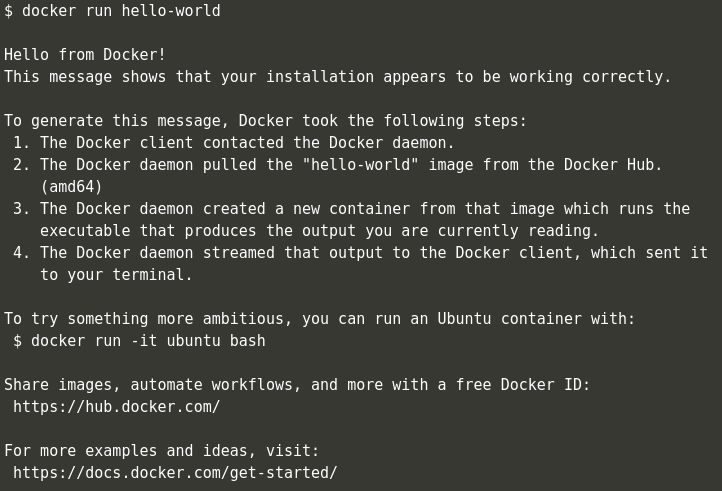 $ docker run hello-world
Hello from Docker!
This message shows that your installation appears to be working correctly.
To generate this message, Docker took the following steps:
1. The Docker client contacted the Docker daemon.
2. The Docker daemon pulled the "hello-world" image from the Docker Hub.
(amd64)
3. The Docker daemon created a new container from that image which runs the
executable that produces the output you are currently reading.
4. The Docker daemon streamed that output to the Docker client, which sent it
to your terminal.
To try something more ambitious, you can run an Ubuntu container with:
$ docker run -it ubuntu bash
Share images, automate workflows, and more with a free Docker ID:
https://hub.docker.com/
For more examples and ideas, visit:
https://docs.docker.com/get-started/